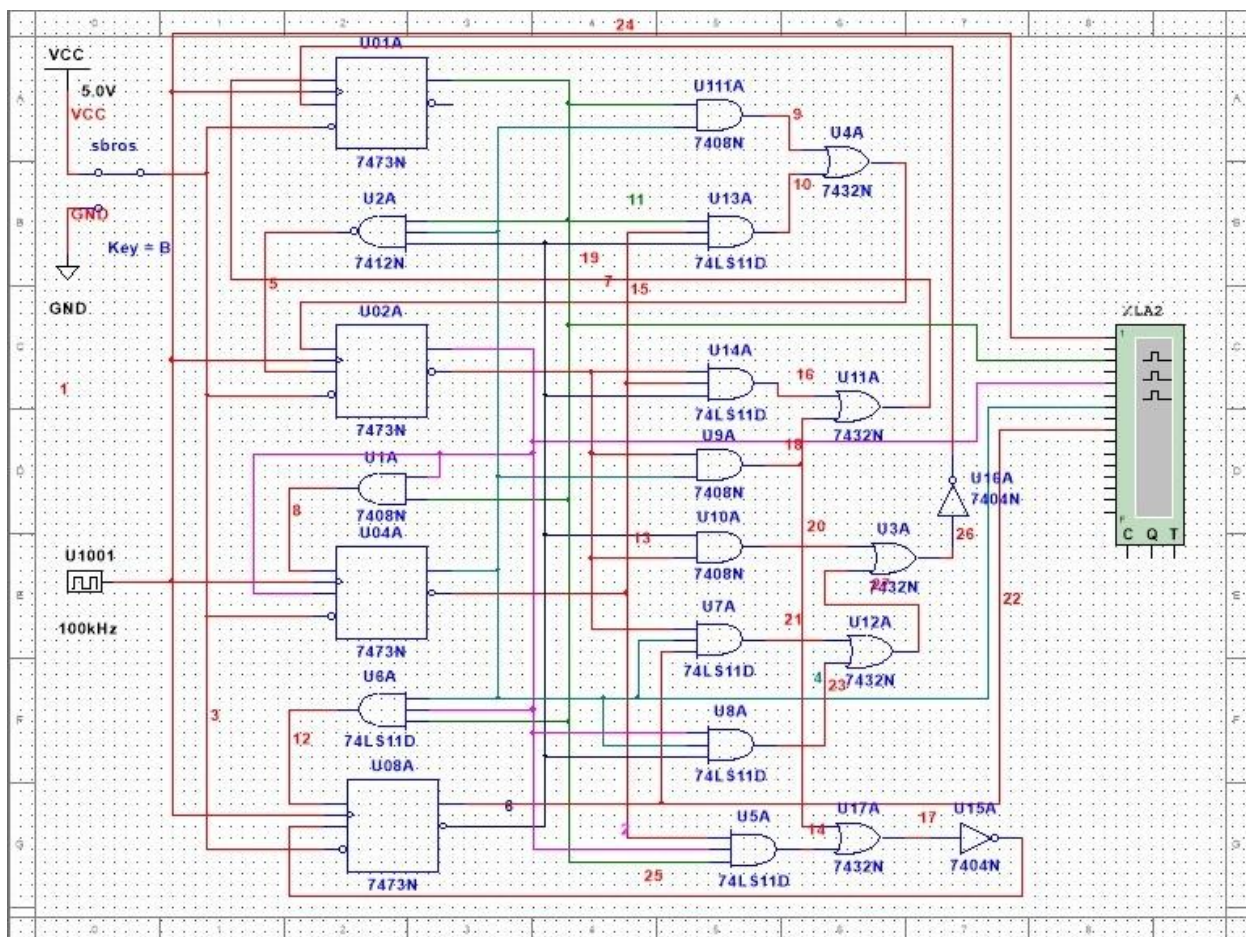 24
VCC
U01A
5.0V
U111A
VCC
9
U4A
sbros
7408N
7473N
10
7432N
U2A
11
U13A
GND
Key = B
7412N
19
74LS11D
5
7
15
GND
U02A
XLA2
1
U14A
16
U11A
1
74LS11D
7473N
U9A
18
7432N
U1A
U16A
7408N
7404N
8
7408N
U10A
20
U3A
U04A
13
26
F
C Q T
U1001
7408N
7432N
U7A
22
100kHz
21
U12A
7473N
74LS11D
U6A
4
7432N
23
3
U8A
12
74LS11D
U08A
74LS11D
6
U5A
U17A
U15A
2
14
17
7432N
7404N
25
7473N
74LS11D